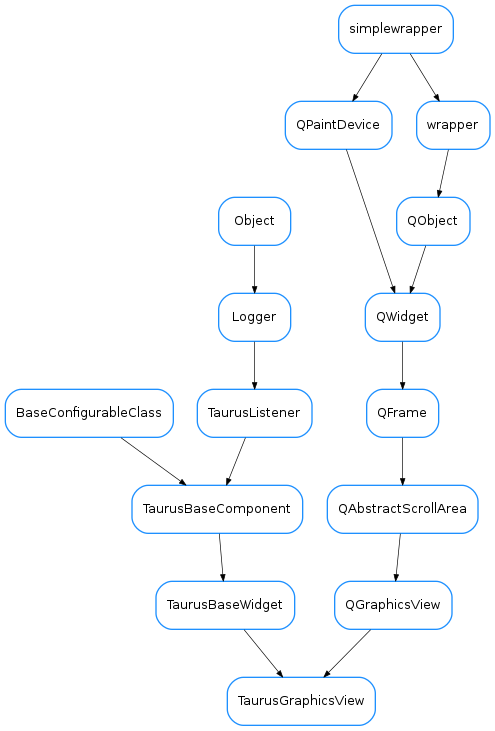 simplewrapper
QPaintDevice
wrapper
Object
QObject
Logger
QWidget
BaseConfigurableClass
TaurusListener
QFrame
TaurusBaseComponent
QAbstractScrollArea
TaurusBaseWidget
QGraphicsView
TaurusGraphicsView